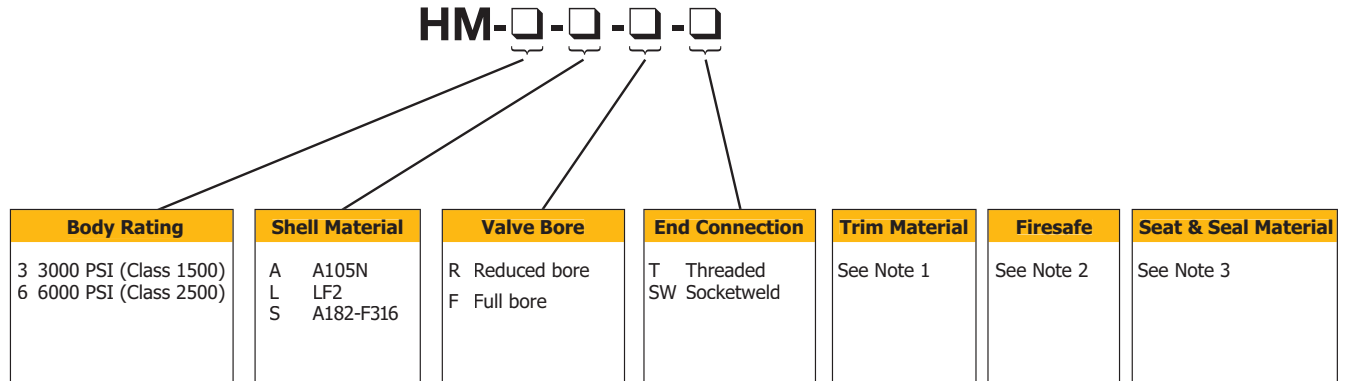 HM-❏ - ❏ - ❏ - ❏
Body Rating
3 3000 PSI (Class 1500)
6 6000 PSI (Class 2500)
Shell Material
A A105N
L LF2
S A182-F316
Valve Bore
R Reduced bore
F Full bore
End Connection
T Threaded
SW Socketweld
Trim Material
See Note 1
Firesafe
See Note 2
Seat & Seal Material
See Note 3